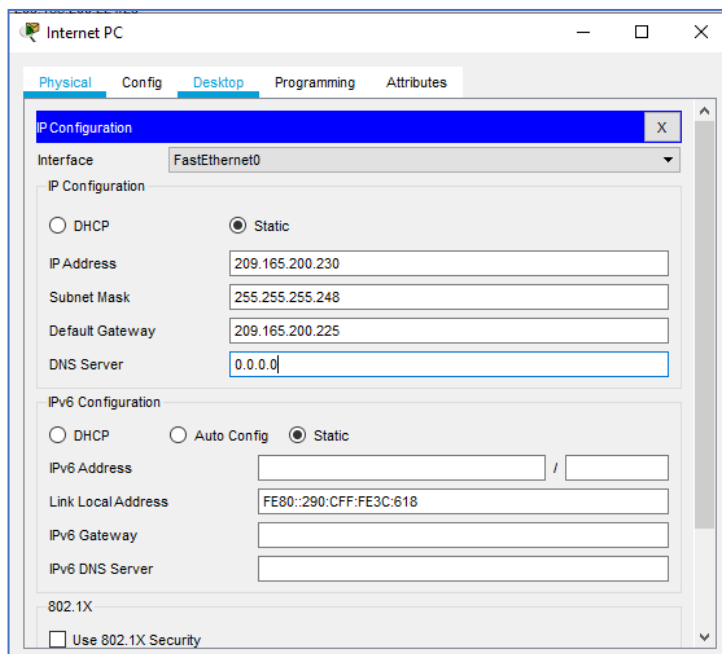 Internet PC
Physical Config Desktop Programming Attributes
IP Configuration X
Interface FastEthernet0
IP Configuration
DHCP Static
IP Address 209.165.200.230
Subnet Mask 255.255.255.248
Default Gateway 209.165.200.225
DNS Server 0.0.0.0
IPv6 Configuration
DHCP Auto Config Static
IPv6 Address /
Link Local Address FE80::290:CFF:FE3C:618
IPv6 Gateway
IPv6 DNS Server
802.1X
Use 802.1X Security